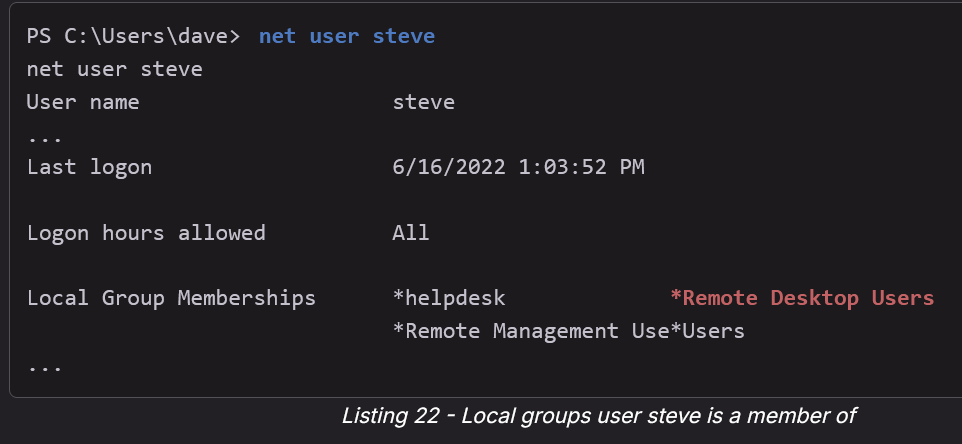 PS C:\Users\dave> net user steve
net user steve
User name steve
...
Last logon 6/16/2022 1:03:52 PM
Logon hours allowed All
Local Group Memberships *helpdesk *Remote Desktop Users
*Remote Management Use*Users
...
Listing 22 - Local groups user steve is a member of